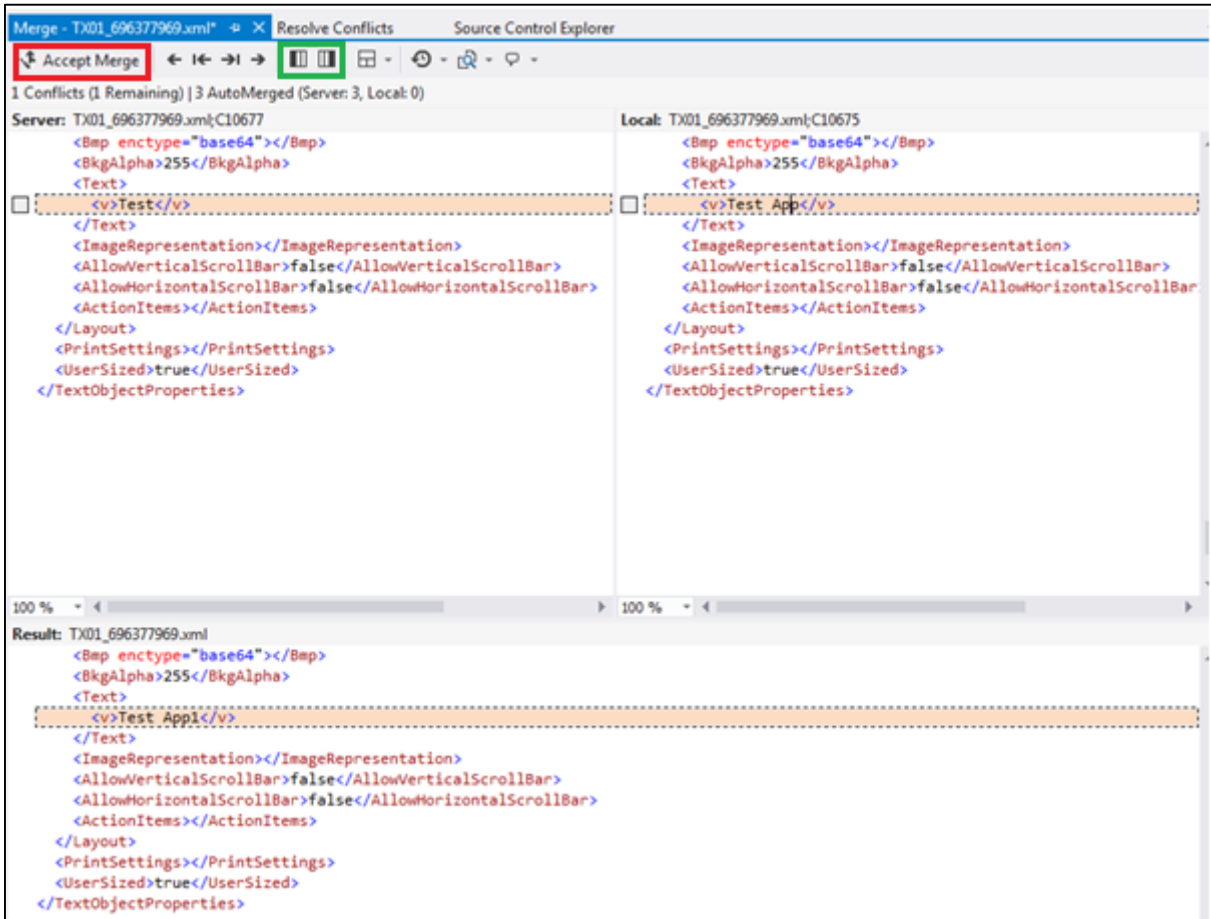 Merge - TX01_696377969.xml* Resolve Conflicts Source Control Explorer
Accept Merge
1 Conflicts (1 Remaining) | 3 AutoMerged (Server: 3, Local: 0)
Server: TX01_696377969.xml;C10677
<Bmp enctype="base64"></Bmp>
<BkgAlpha>255</BkgAlpha>
<Text>
<v>Test</v>
</Text>
<ImageRepresentation></ImageRepresentation>
<AllowVerticalScrollBar>false</AllowVerticalScrollBar>
<AllowHorizontalScrollBar>false</AllowHorizontalScrollBar>
<ActionItems></ActionItems>
</Layout>
<PrintSettings></PrintSettings>
<UserSized>true</UserSized>
</TextObjectProperties>
100 %
Local: TX01_696377969.xml;C10675
<Bmp enctype="base64"></Bmp>
<BkgAlpha>255</BkgAlpha>
<Text>
<v>Test App</v>
</Text>
<ImageRepresentation></ImageRepresentation>
<AllowVerticalScrollBar>false</AllowVerticalScrollBar>
<AllowHorizontalScrollBar>false</AllowHorizontalScrollBar
<ActionItems></ActionItems>
</Layout>
<PrintSettings></PrintSettings>
<UserSized>true</UserSized>
</TextObjectProperties>
100 %
Result: TX01_696377969.xml
<Bmp enctype="base64"></Bmp>
<BkgAlpha>255</BkgAlpha>
<Text>
<v>Test App1</v>
</Text>
<ImageRepresentation></ImageRepresentation>
<AllowVerticalScrollBar>false</AllowVerticalScrollBar>
<AllowHorizontalScrollBar>false</AllowHorizontalScrollBar>
<ActionItems></ActionItems>
</Layout>
<PrintSettings></PrintSettings>
<UserSized>true</UserSized>
</TextObjectProperties>